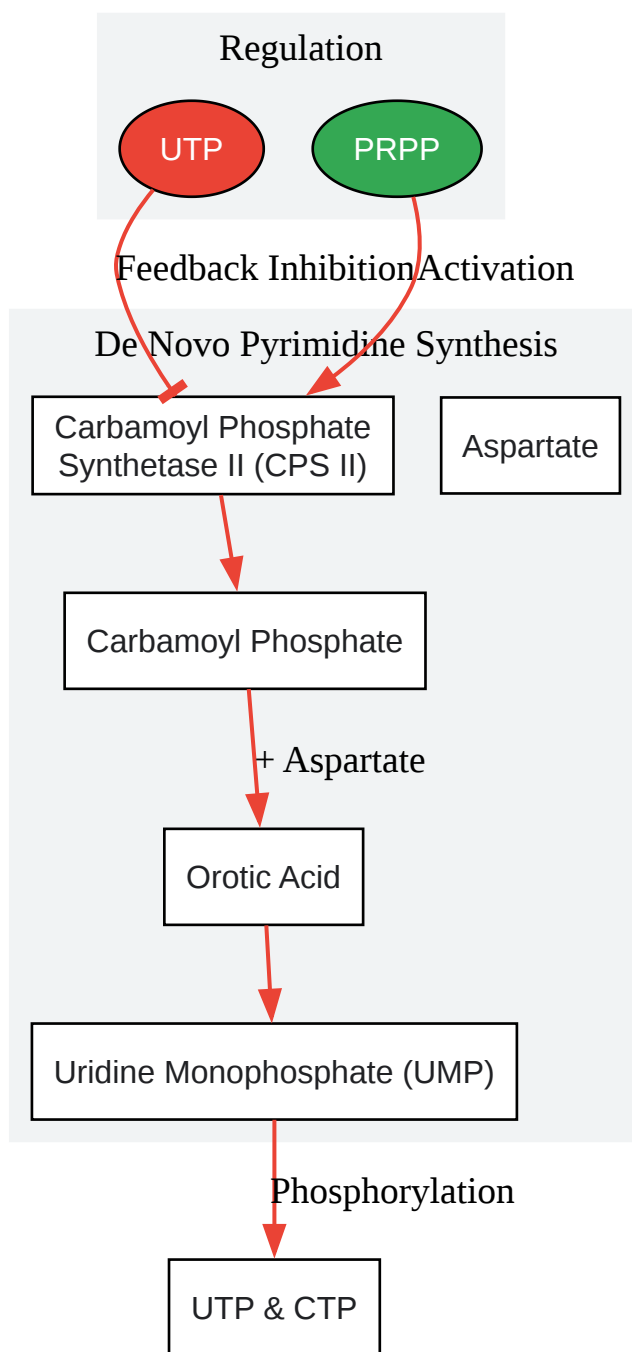 Regulation
UTP
PRPP
Feedback Inhibition
Activation
De Novo Pyrimidine Synthesis
Carbamoyl Phosphate
Synthetase II (CPS II)
Aspartate
Carbamoyl Phosphate
+ Aspartate
Orotic Acid
Uridine Monophosphate (UMP)
Phosphorylation
UTP & CTP